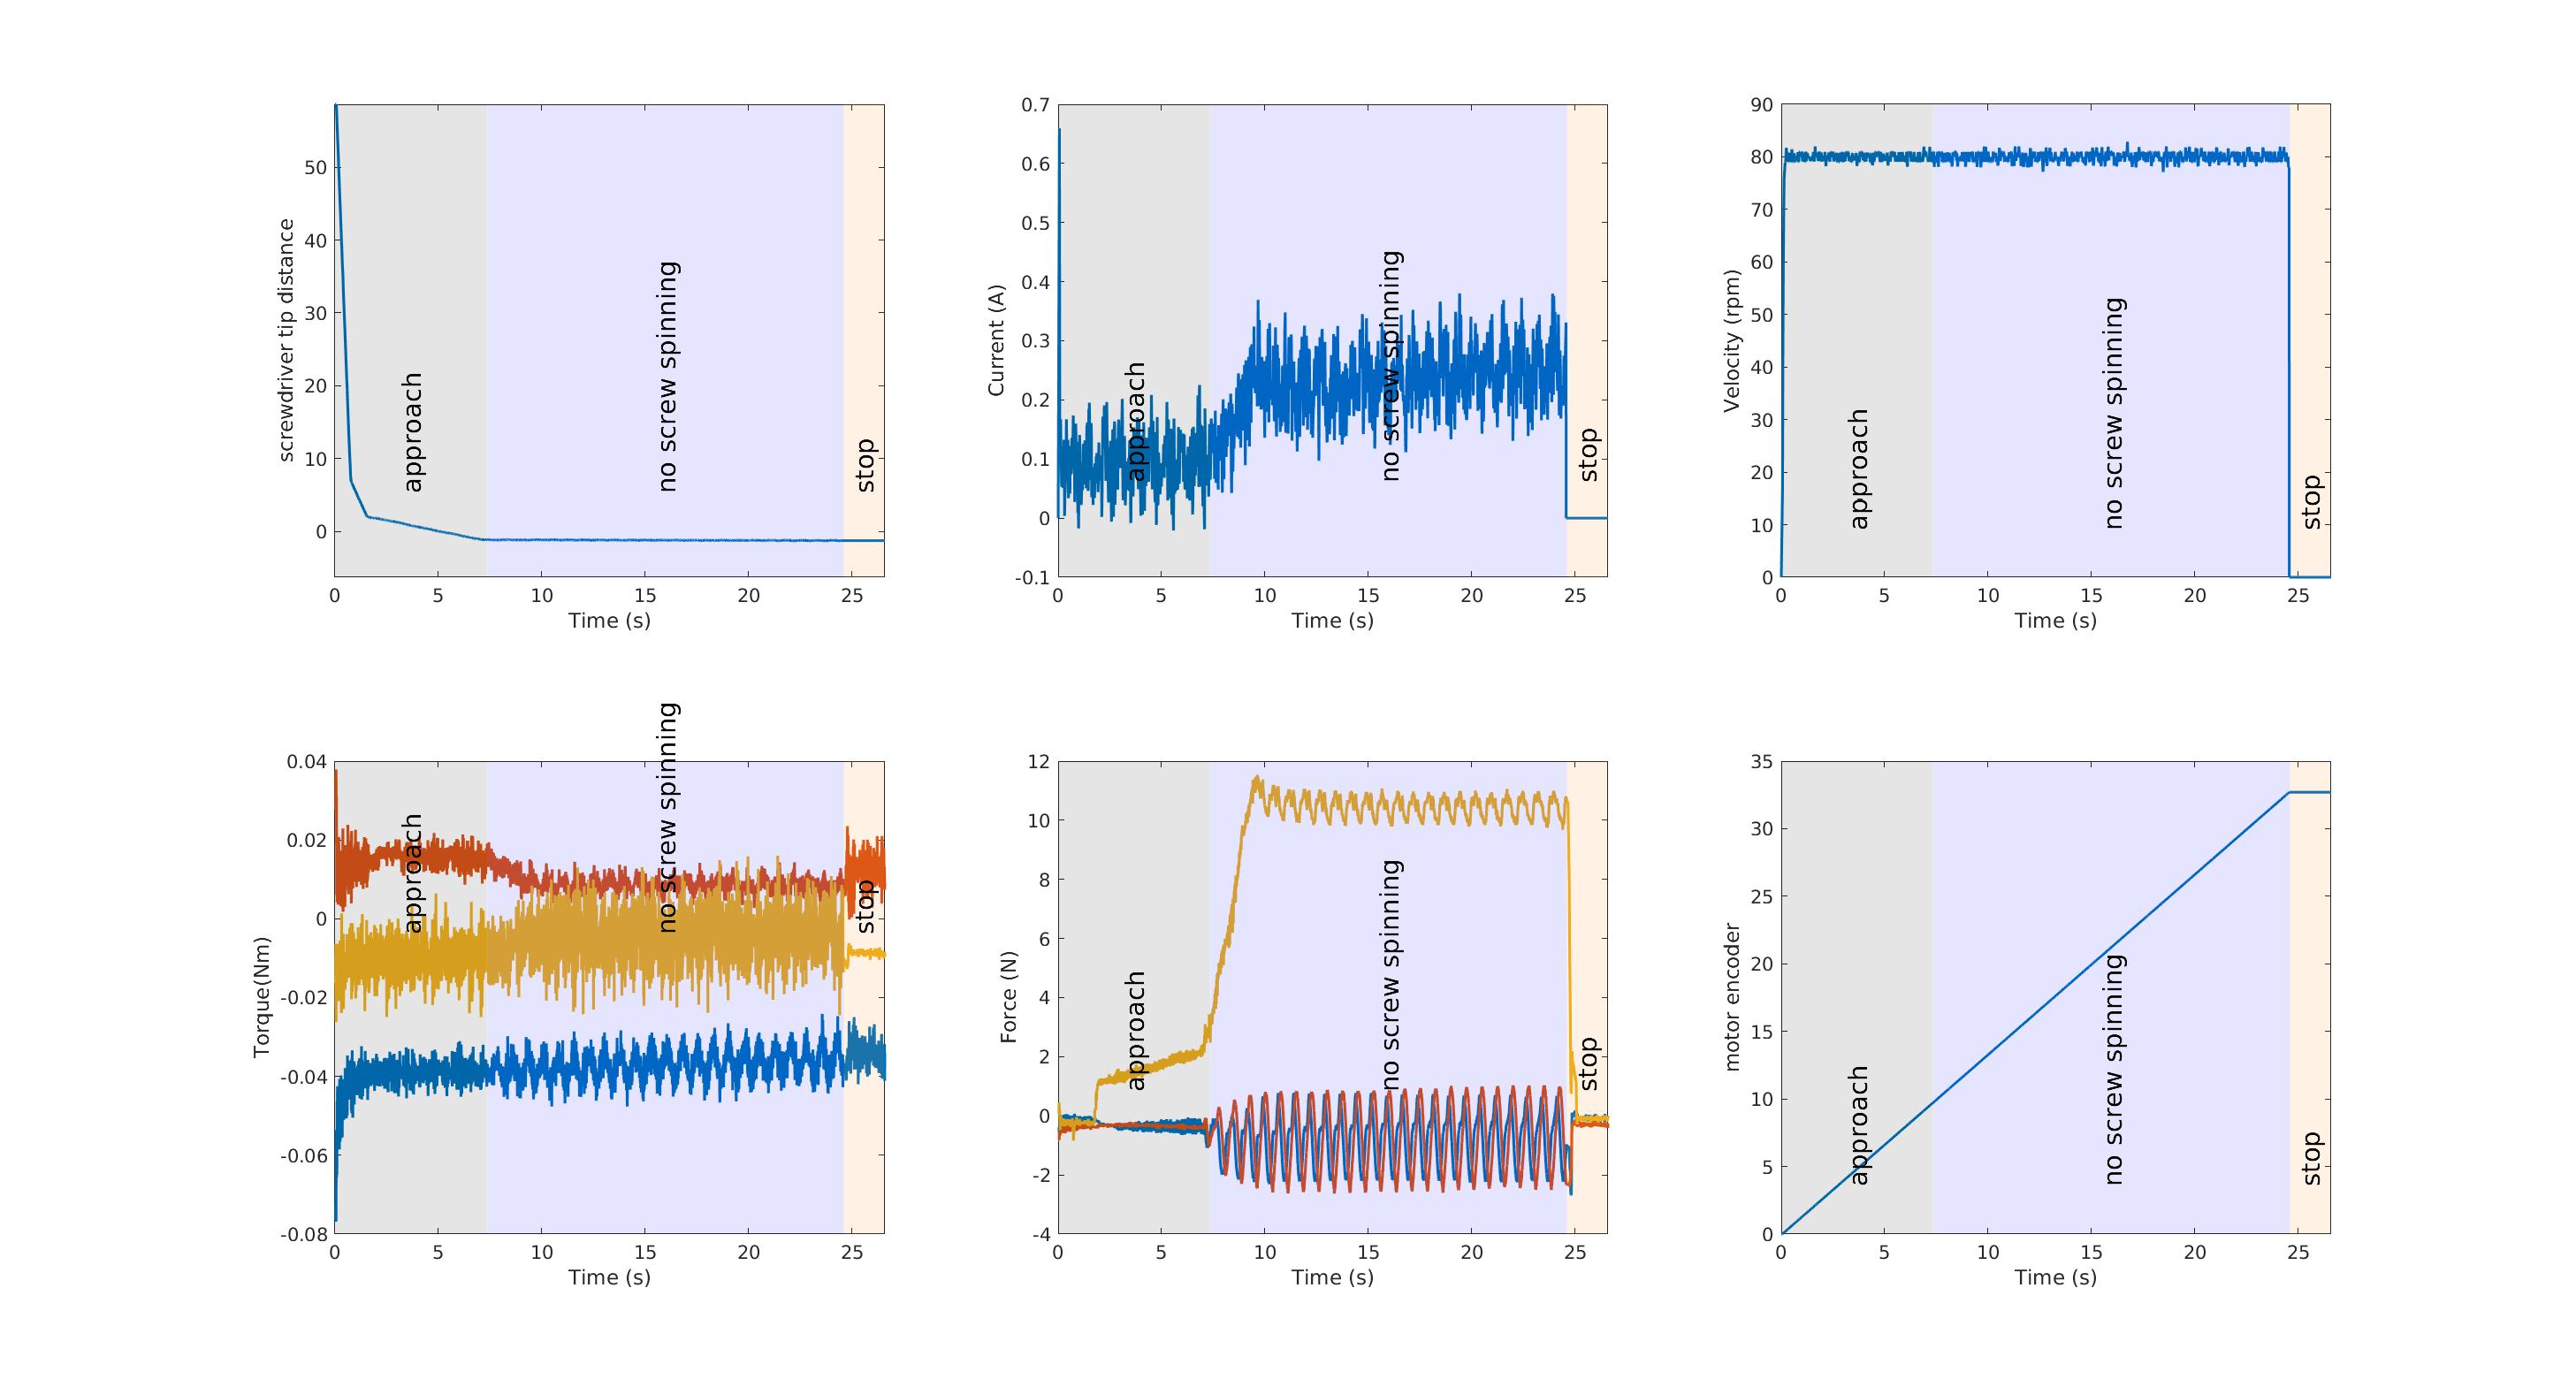 screwdriver tip distance
50
40
30
20
10
0
approach
no screw spinning
stop
0 5 10 15 20 25
Time (s)
Current (A)
0.7
0.6
0.5
0.4
0.3
0.2
0.1
0
-0.1
approach
no screw spinning
stop
0 5 10 15 20 25
Time (s)
Velocity (rpm)
90
80
70
60
50
40
30
20
10
0
approach
no screw spinning
stop
0 5 10 15 20 25
Time (s)
Torque(Nm)
0.04
0.02
0
-0.02
-0.04
-0.06
-0.08
approach
no screw spinning
stop
0 5 10 15 20 25
Time (s)
Force (N)
12
10
8
6
4
2
0
-2
-4
approach
no screw spinning
stop
0 5 10 15 20 25
Time (s)
motor encoder
35
30
25
20
15
10
5
0
approach
no screw spinning
stop
0 5 10 15 20 25
Time (s)